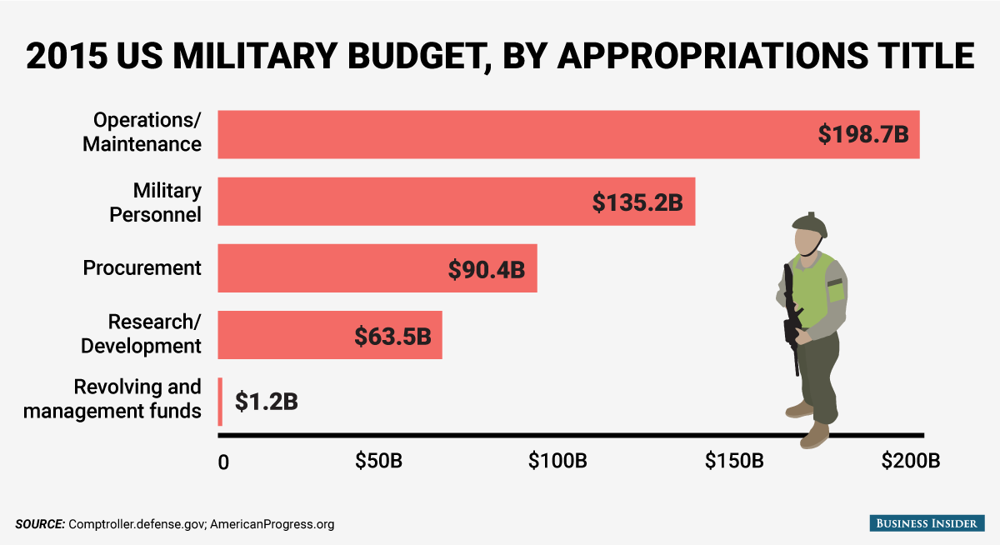 2015 US MILITARY BUDGET, BY APPROPRIATIONS TITLE
Operations/
Maintenance
$198.7B
Military
Personnel
$135.2B
Procurement
$90.4B
Research/
Development
$63.5B
Revolving and
management funds
$1.2B
0 $50B $100B $150B $200B
SOURCE: Comptroller.defense.gov; AmericanProgress.org
BUSINESS INSIDER